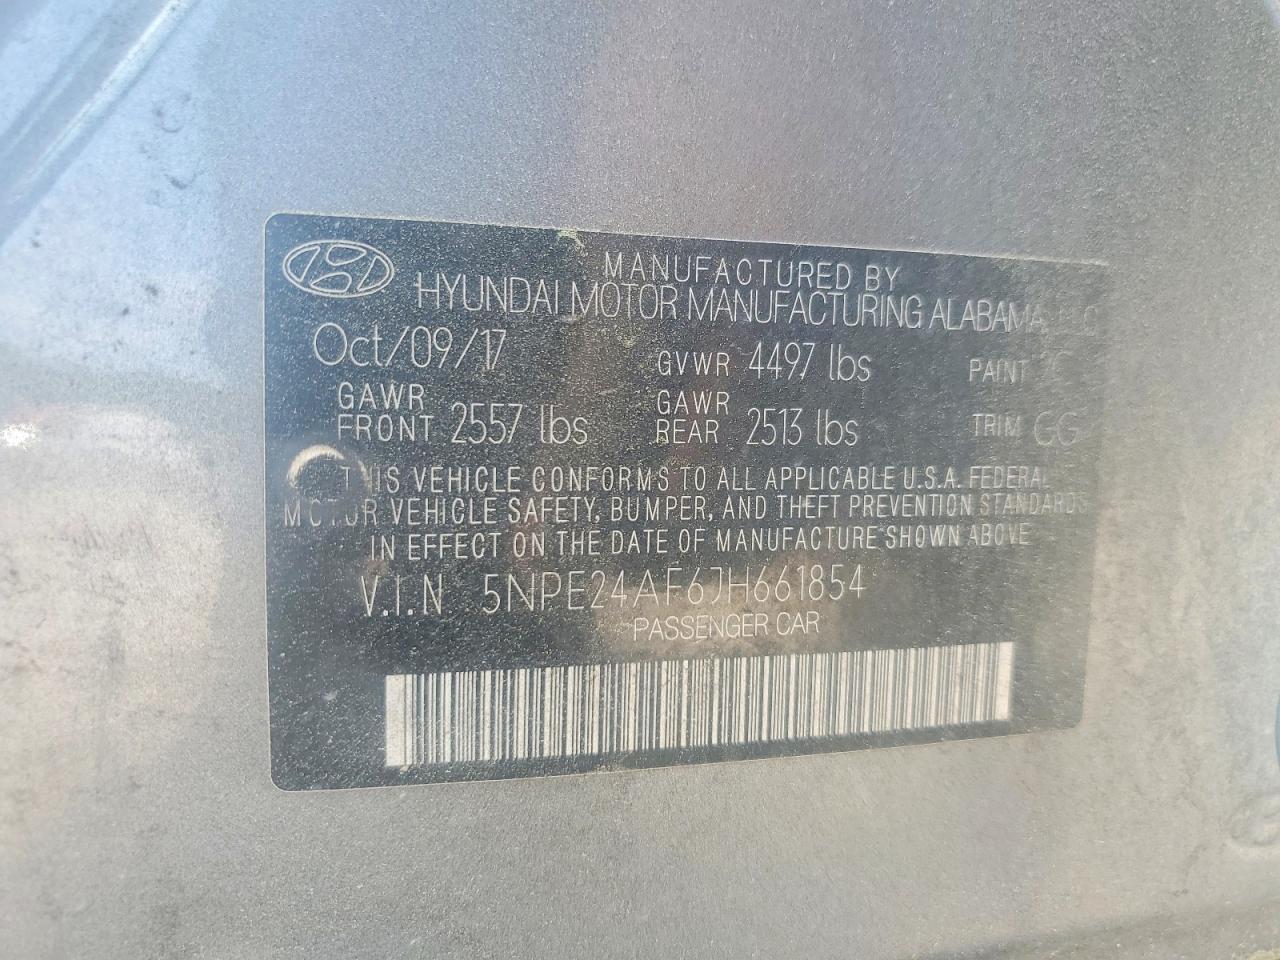 MANUFACTURED BY
HYUNDAI MOTOR MANUFACTURING ALABAMA, LLC
Oct/09/17 GVWR 4497 lbs PAINT
GAWR FRONT 2557 lbs GAWR REAR 2513 lbs TRIM GG
THIS VEHICLE CONFORMS TO ALL APPLICABLE U.S.A. FEDERAL
MOTOR VEHICLE SAFETY, BUMPER, AND THEFT PREVENTION STANDARDS
IN EFFECT ON THE DATE OF MANUFACTURE SHOWN ABOVE
V.I.N 5NPE24AF6JH661854
PASSENGER CAR